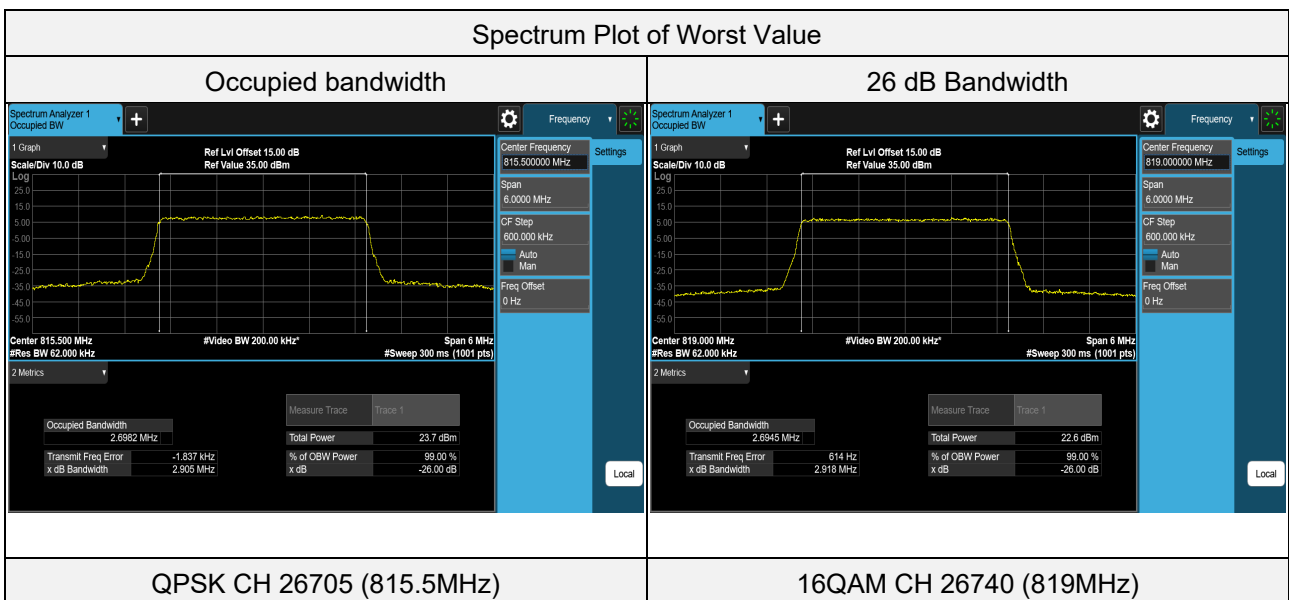 Spectrum Plot of Worst Value
Occupied bandwidth
26 dB Bandwidth
Spectrum Analyzer 1
Occupied BW
+
Frequency
1 Graph
Scale/Div 10.0 dB
Ref Lvl Offset 15.00 dB
Ref Value 35.00 dBm
Log
25.0
15.0
5.00
-5.00
-15.0
-25.0
-35.0
-45.0
-55.0
Center 815.500 MHz
#Video BW 200.00 kHz*
Span 6 MHz
#Res BW 62.000 kHz
#Sweep 300 ms (1001 pts)
Center Frequency
815.500000 MHz
Settings
Span
6.0000 MHz
CF Step
600.000 kHz
Auto
Man
Freq Offset
0 Hz
Local
2 Metrics
Measure Trace Trace 1
Occupied Bandwidth
2.6982 MHz
Total Power 23.7 dBm
Transmit Freq Error -1.837 kHz
% of OBW Power 99.00 %
x dB Bandwidth 2.905 MHz
x dB -26.00 dB
Spectrum Analyzer 1
Occupied BW
+
Frequency
1 Graph
Scale/Div 10.0 dB
Ref Lvl Offset 15.00 dB
Ref Value 35.00 dBm
Log
25.0
15.0
5.00
-5.00
-15.0
-25.0
-35.0
-45.0
-55.0
Center 819.000 MHz
#Video BW 200.00 kHz*
Span 6 MHz
#Res BW 62.000 kHz
#Sweep 300 ms (1001 pts)
Center Frequency
819.000000 MHz
Settings
Span
6.0000 MHz
CF Step
600.000 kHz
Auto
Man
Freq Offset
0 Hz
Local
2 Metrics
Measure Trace Trace 1
Occupied Bandwidth
2.6945 MHz
Total Power 22.6 dBm
Transmit Freq Error 614 Hz
% of OBW Power 99.00 %
x dB Bandwidth 2.918 MHz
x dB -26.00 dB
QPSK CH 26705 (815.5MHz)
16QAM CH 26740 (819MHz)